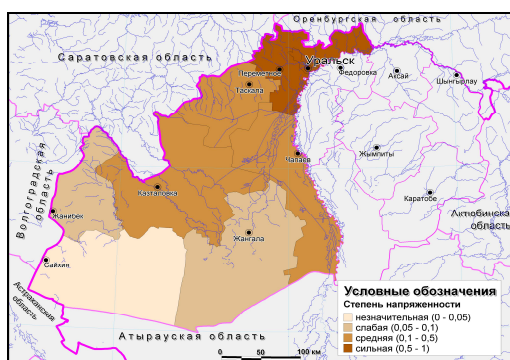 Оренбургская область
Саратовская область
Уральск
Переметное
Федоровка
Аксай
Таскала
Шынгырлау
Волгоградская
область
Чапаев
Жымпиты
Казталовка
Каратобе
Жанибек
Жангала
Актюбинская
Сайхин
Астраханская
область
Атырауская область
Условные обозначения
Степень напряженности
незначительная (0 - 0,05)
слабая (0,05 - 0,1)
средняя (0,1 - 0,5)
сильная (0,5 - 1)
0 50 100 км